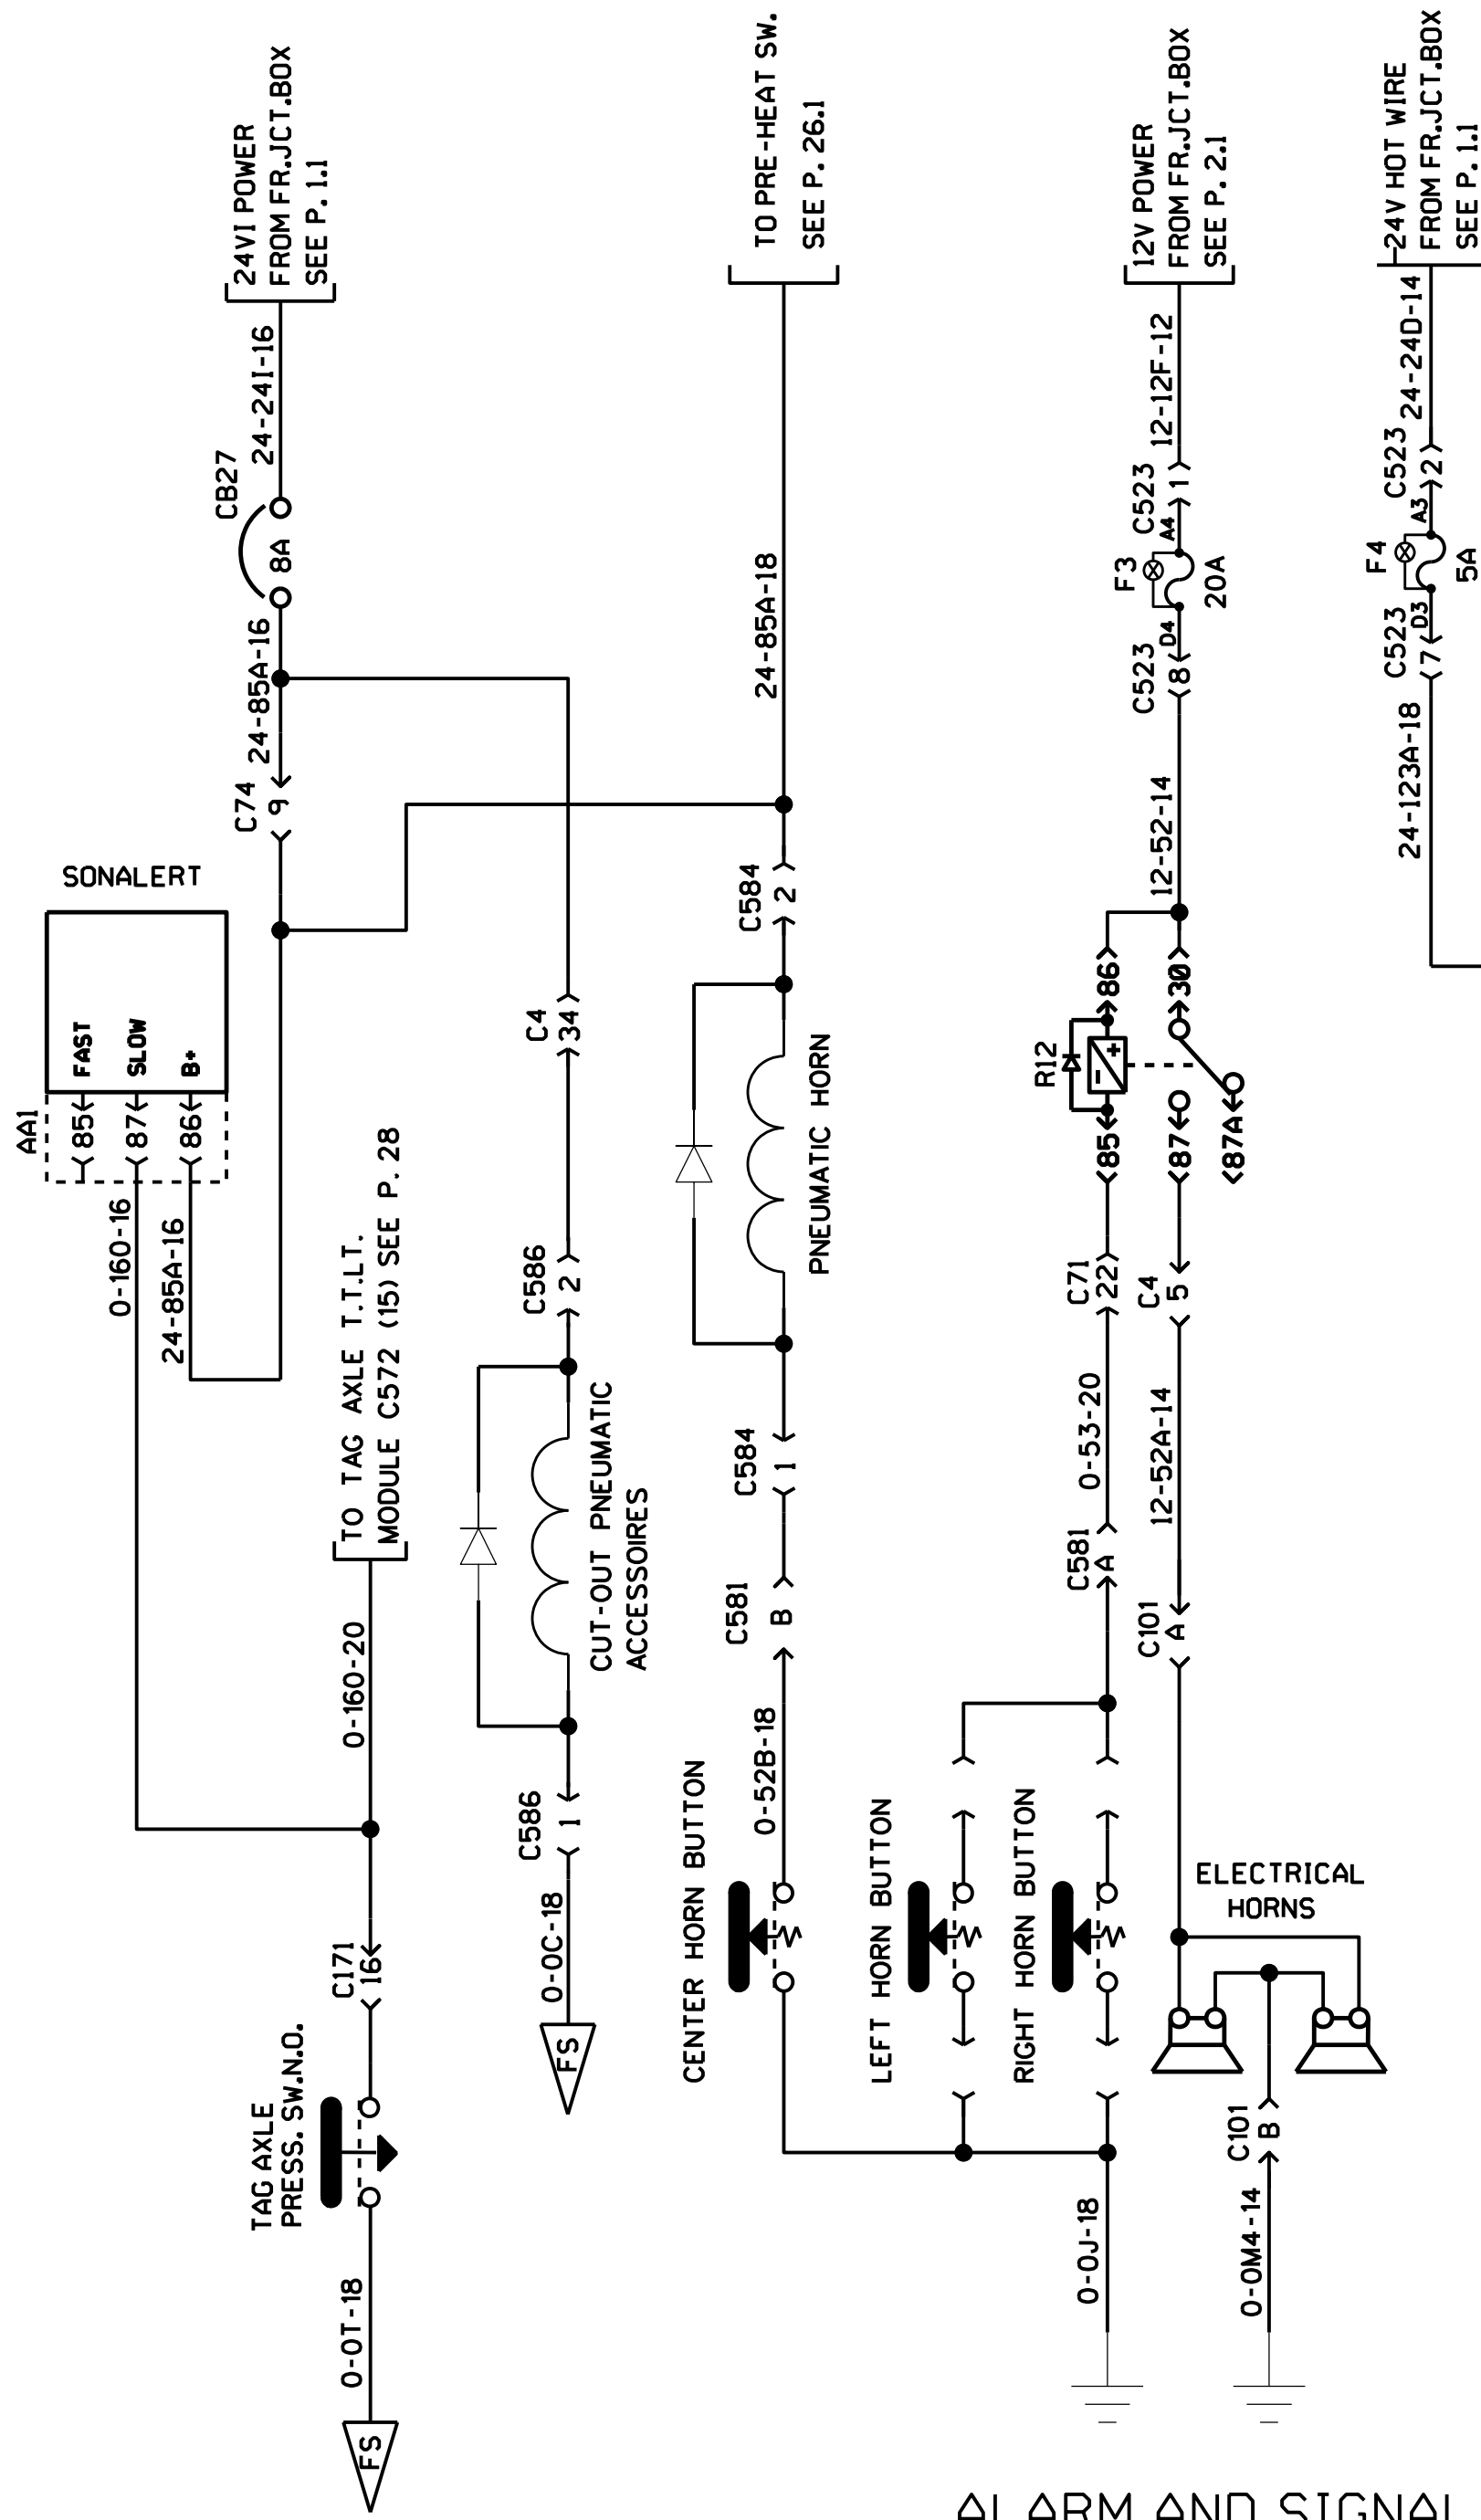 24VI POWER
FROM FR.JCT.BOX
SEE P. 1.1
24-24I-16
CB27
8A
24-85A-16
C74
9
SONALERT
FAST
SLOW
B+
AA1
85
87
86
0-160-16
24-85A-16
TO TAG AXLE T.T.LT.
MODULE C572 (15) SEE P. 28
0-160-20
C171
16
TAG AXLE
PRESS. SW.N.O.
0-0T-18
FS
C4
34
C586
2
CUT-OUT PNEUMATIC
ACCESSOIRES
C586
1
0-0C-18
FS
TO PRE-HEAT SW.
SEE P. 26.1
24-85A-18
C584
2
PNEUMATIC HORN
C584
1
C581
B
0-52B-18
CENTER HORN BUTTON
LEFT HORN BUTTON
RIGHT HORN BUTTON
0-0J-18
12V POWER
FROM FR.JCT.BOX
SEE P. 2.1
12-12F-12
C523
1
A4
F3
20A
D4
C523
8
12-52-14
86
30
R12
+
-
85
87
87A
C71
22
C4
5
0-53-20
12-52A-14
C581
A
C101
A
ELECTRICAL
HORNS
C101
B
0-0M4-14
24V HOT WIRE
FROM FR.JCT.BOX
SEE P. 1.1
24-24D-14
C523
2
A3
F4
5A
D3
C523
7
24-123A-18
ALARM AND SIGNAL